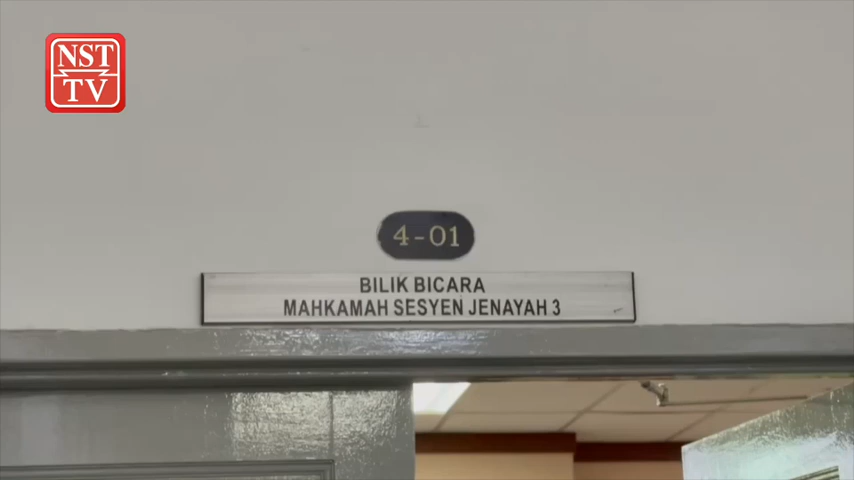 NST
TV
4-01
BILIK BICARA
MAHKAMAH SESYEN JENAYAH 3